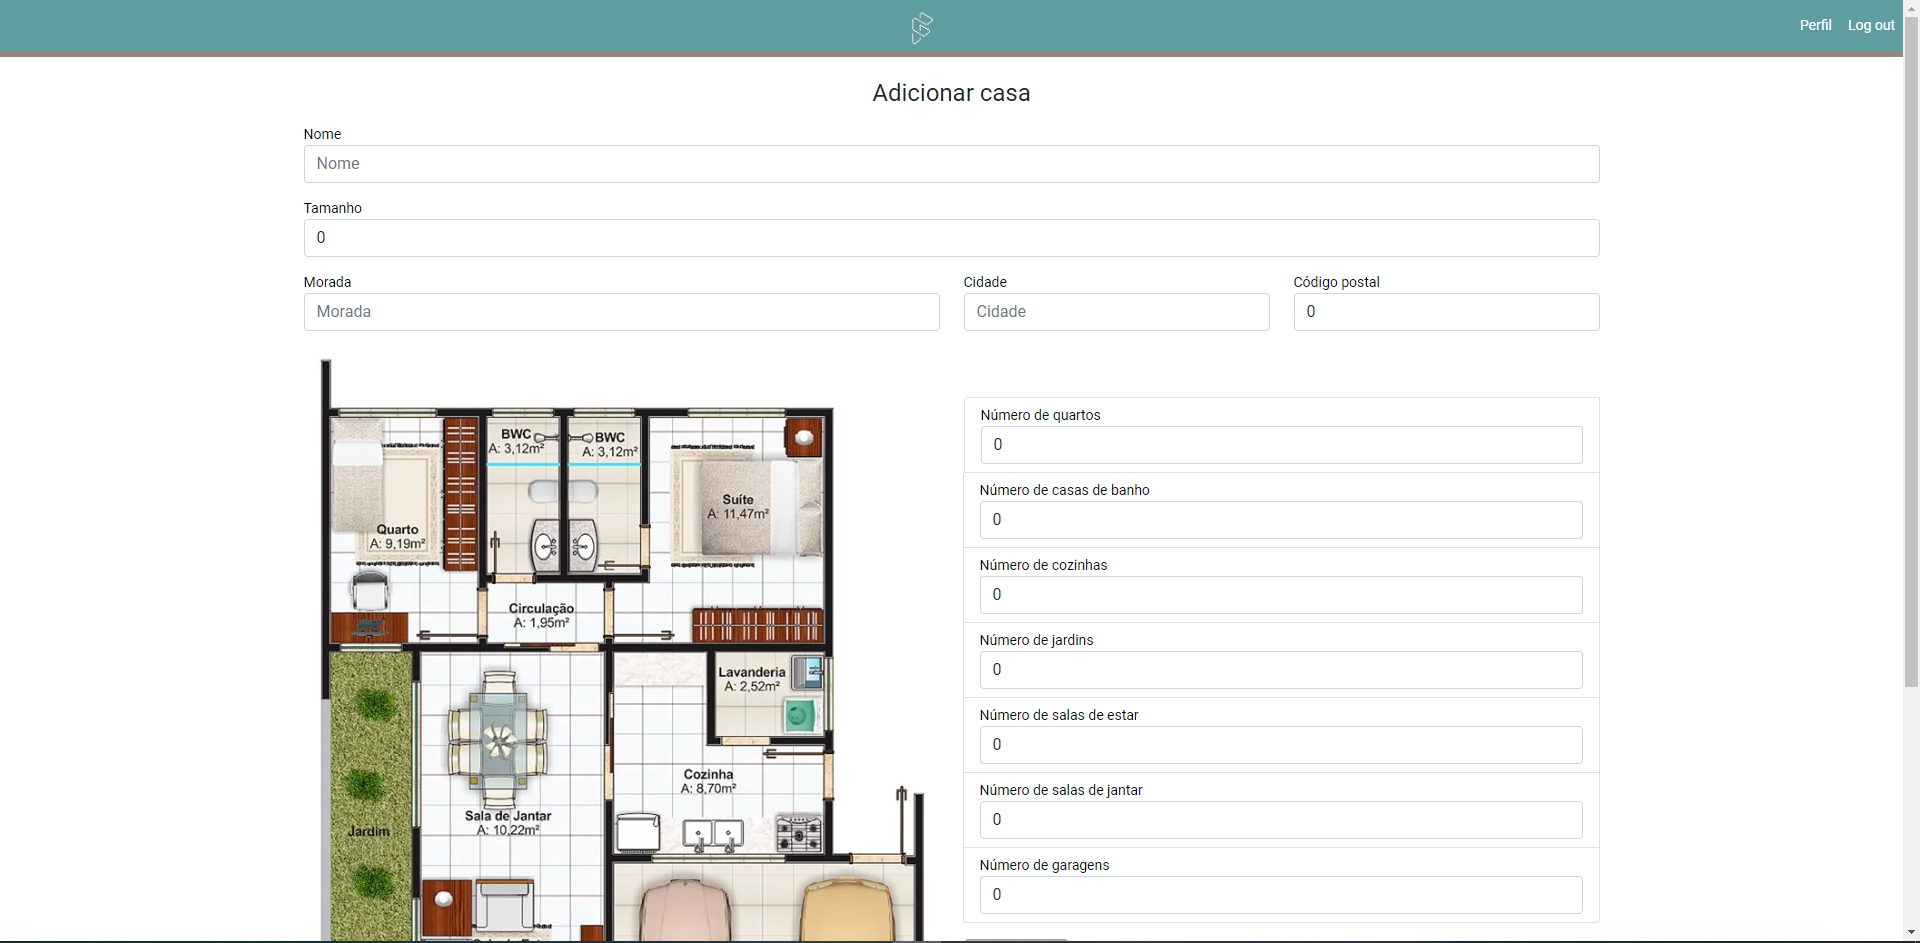 Perfil
Log out
Adicionar casa
Nome
Nome
Tamanho
0
Morada
Cidade
Código postal
Morada
Cidade
0
BWC
A: 3,12m²
BWC
A: 3,12m²
Suíte
A: 11,47m²
Quarto
A: 9,19m²
Circulação
A: 1,95m²
Lavanderia
A: 2,52m²
Cozinha
A: 8,70m²
Sala de Jantar
A: 10,22m²
Jardim
Número de quartos
0
Número de casas de banho
0
Número de cozinhas
0
Número de jardins
0
Número de salas de estar
0
Número de salas de jantar
0
Número de garagens
0